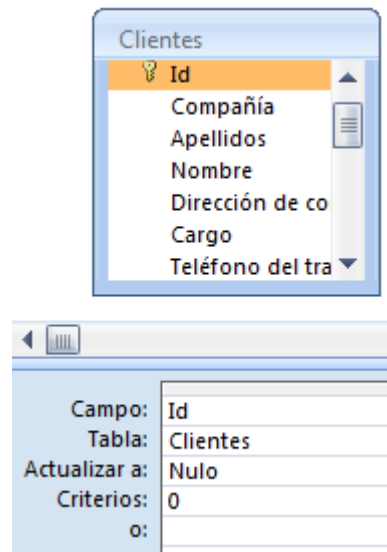 Clientes
Id
Compañía
Apellidos
Nombre
Dirección de co
Cargo
Teléfono del tra
Campo: Id
Tabla: Clientes
Actualizar a: Nulo
Criterios: 0
o: